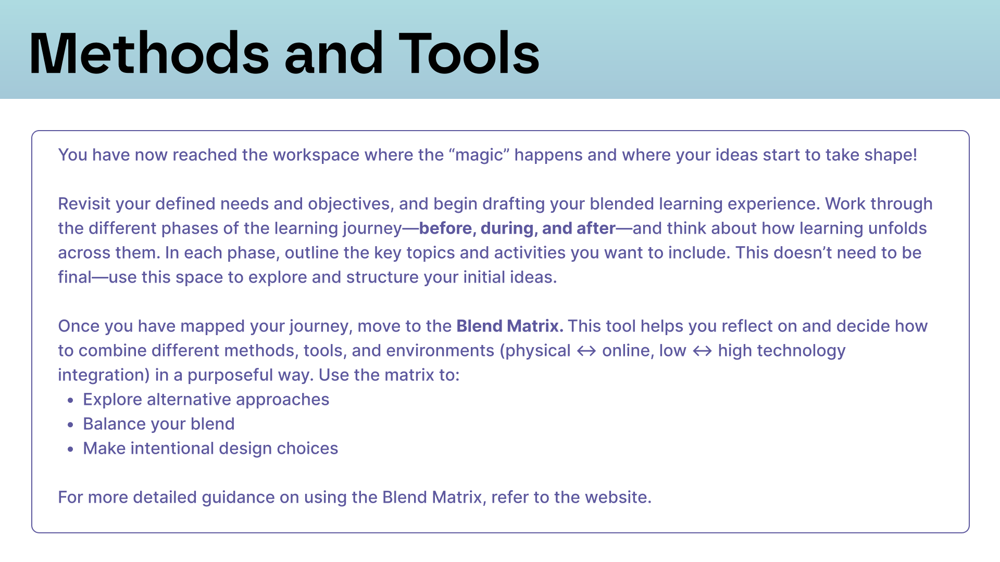 Methods and Tools
You have now reached the workspace where the “magic” happens and where your ideas start to take shape!
Revisit your defined needs and objectives, and begin drafting your blended learning experience. Work through
the different phases of the learning journey—before, during, and after—and think about how learning unfolds
across them. In each phase, outline the key topics and activities you want to include. This doesn’t need to be
final—use this space to explore and structure your initial ideas.
Once you have mapped your journey, move to the Blend Matrix. This tool helps you reflect on and decide how
to combine different methods, tools, and environments (physical ↔ online, low ↔ high technology
integration) in a purposeful way. Use the matrix to:
• Explore alternative approaches
• Balance your blend
• Make intentional design choices
For more detailed guidance on using the Blend Matrix, refer to the website.